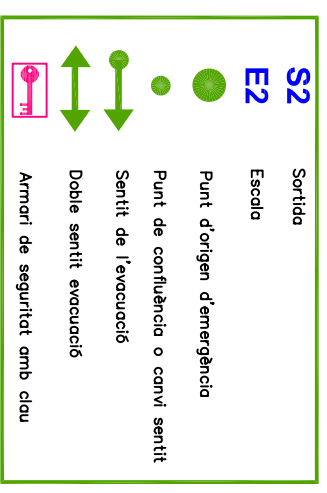 S2 Sortida
E2 Escala
Punt d'origen d'emergència
Punt de confluència o canvi sentit
Sentit de l'evacuació
Doble sentit evacuació
Armari de seguritat amb clau